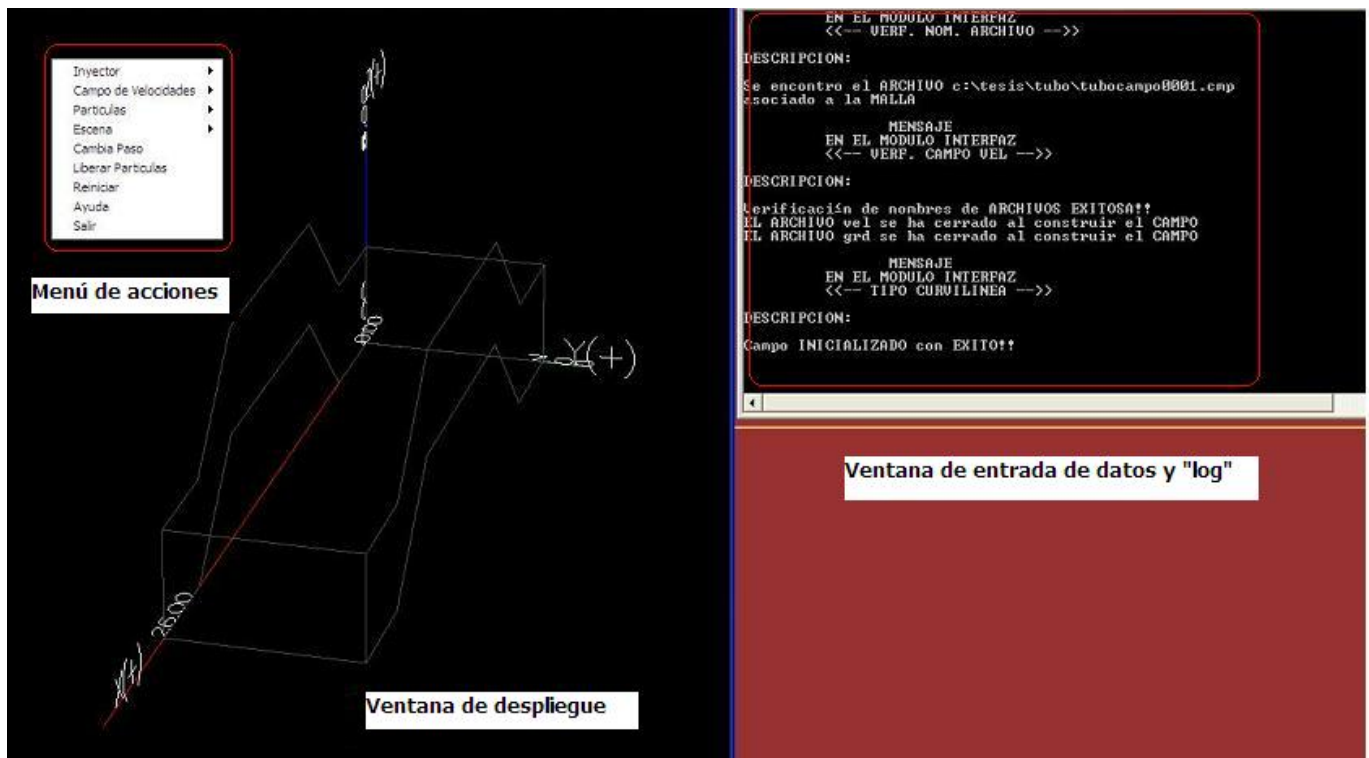 Inyector
Campo de Velocidades
Particulas
Escena
Cambia Paso
Liberar Particulas
Reiniciar
Ayuda
Salir
Menú de acciones
0.00
Y(+)
26.00
X(+)
Ventana de despliegue
EN EL MODULO INTERFAZ
<<-- VERF. NOM. ARCHIVO -->>
DESCRIPCION:
Se encontro el ARCHIVO c:\tesis\tubo\tubocampo0001.cmp
asociado a la MALLA
MENSAJE
EN EL MODULO INTERFAZ
<<-- VERF. CAMPO VEL -->>
DESCRIPCION:
Verificaciín de nombres de ARCHIVOS EXITOSA!!
EL ARCHIVO vel se ha cerrado al construir el CAMPO
EL ARCHIVO grd se ha cerrado al construir el CAMPO
MENSAJE
EN EL MODULO INTERFAZ
<<-- TIPO CURVILINEA -->>
DESCRIPCION:
Campo INICIALIZADO con EXITO!!
Ventana de entrada de datos y "log"